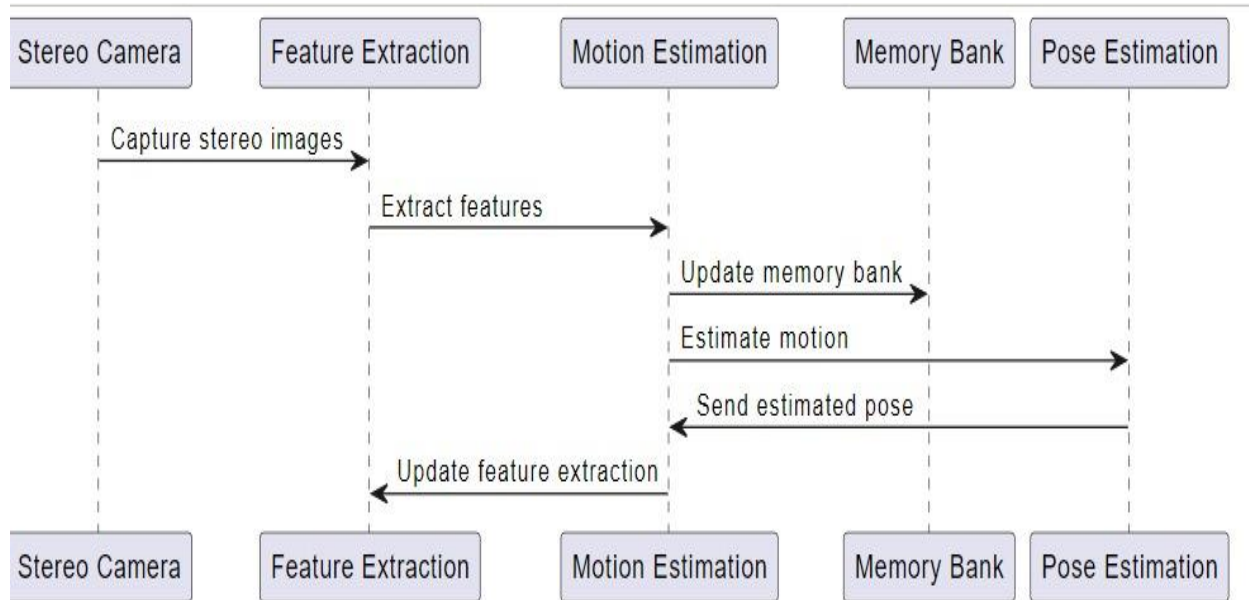 Stereo Camera Feature Extraction Motion Estimation Memory Bank Pose Estimation
Capture stereo images
Extract features
Update memory bank
Estimate motion
Send estimated pose
Update feature extraction
Stereo Camera Feature Extraction Motion Estimation Memory Bank Pose Estimation